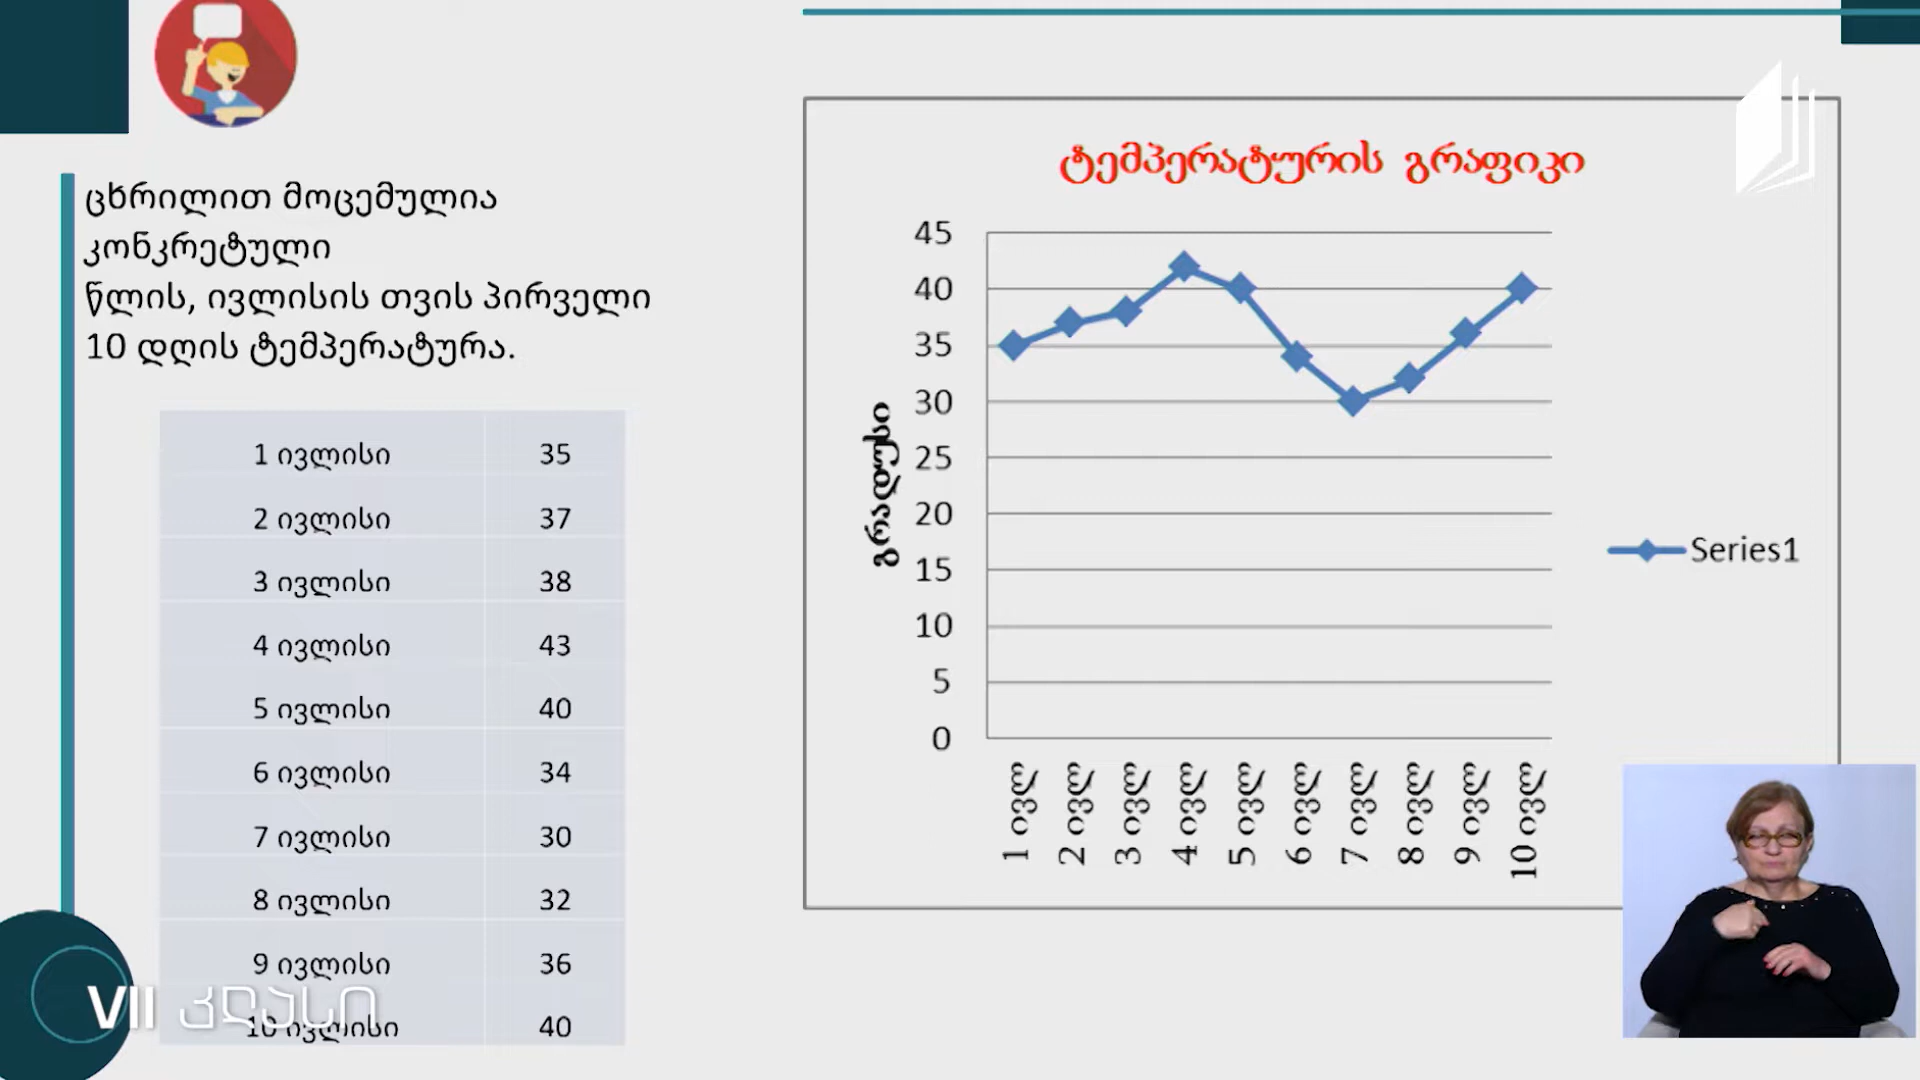 ცხრილით მოცემულია
კონკრეტული
წლის, ივლისის თვის პირველი
10 დღის ტემპერატურა.
1 ივლისი 35
2 ივლისი 37
3 ივლისი 38
4 ივლისი 43
5 ივლისი 40
6 ივლისი 34
7 ივლისი 30
8 ივლისი 32
9 ივლისი 36
10 ივლისი 40
VII კლასი
ტემპერატურის გრაფიკი
გრადუსი
45
40
35
30
25
20
15
10
5
0
1 ივლ
2 ივლ
3 ივლ
4 ივლ
5 ივლ
6 ივლ
7 ივლ
8 ივლ
9 ივლ
10 ივლ
Series1